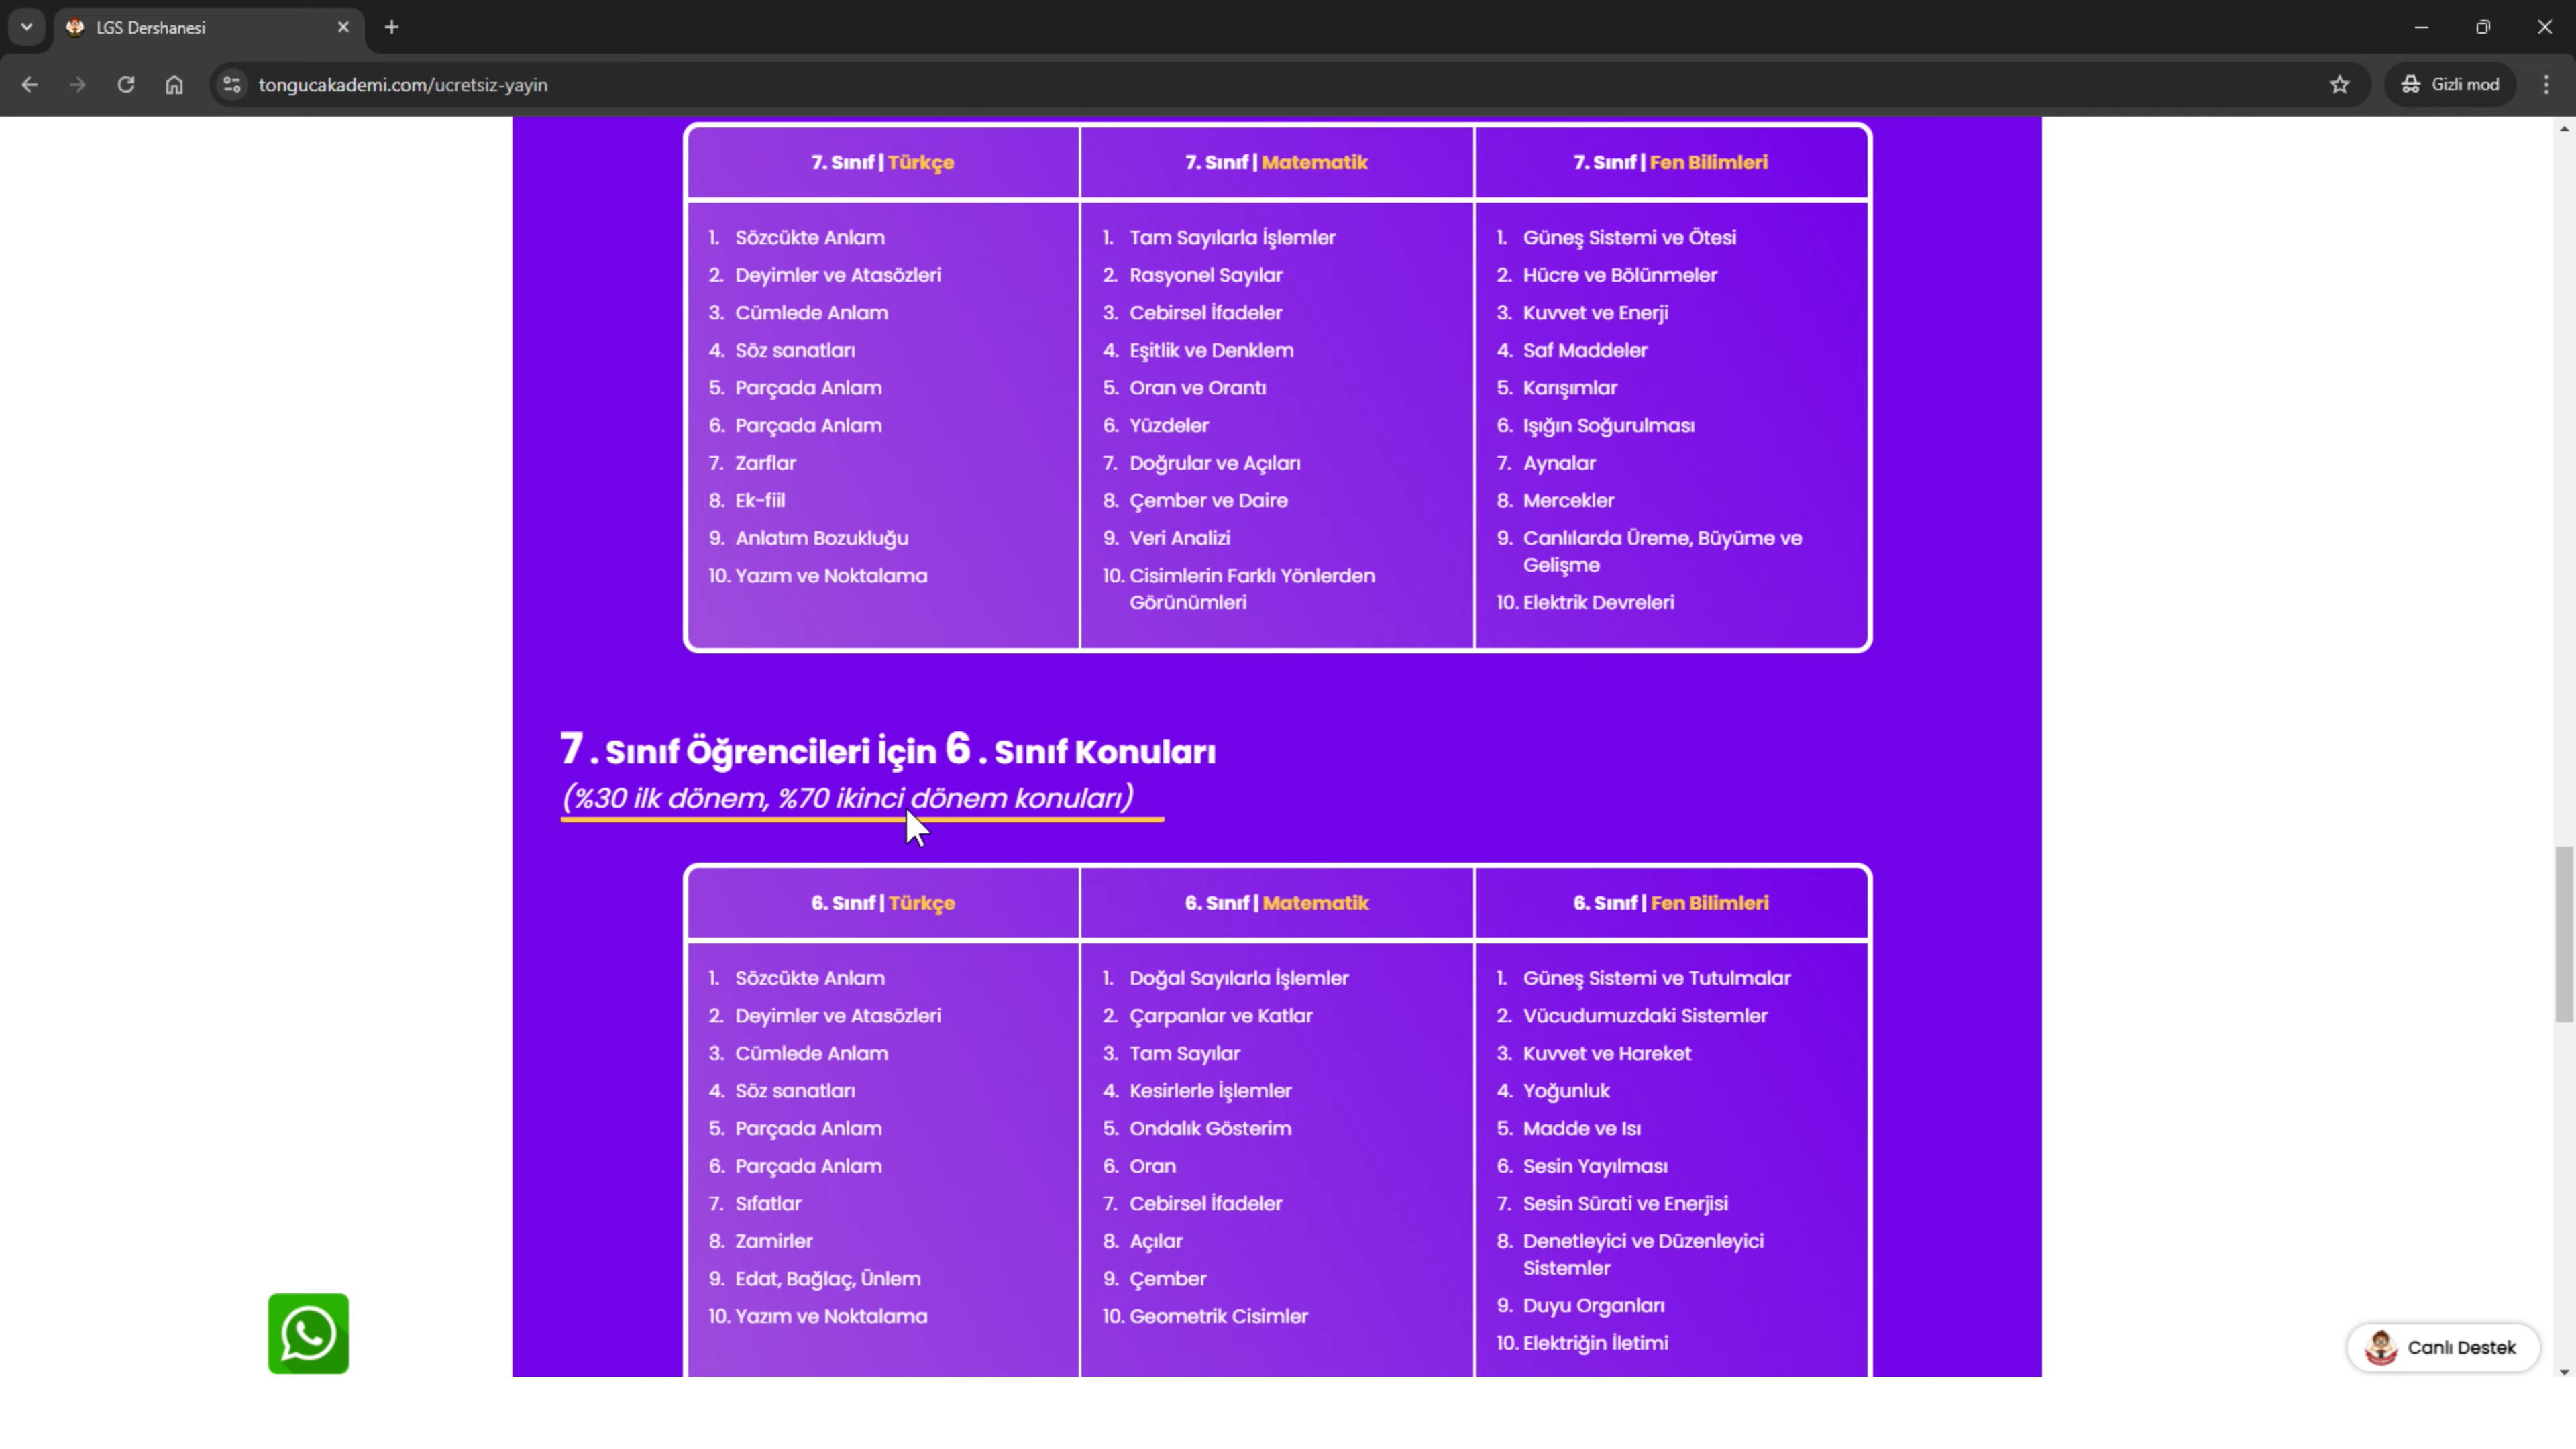 LGS Dershanesi
tongucakademi.com/ucretsiz-yayin
Gizli mod
7. Sınıf | Türkçe
7. Sınıf | Matematik
7. Sınıf | Fen Bilimleri
1. Sözcükte Anlam
2. Deyimler ve Atasözleri
3. Cümlede Anlam
4. Söz sanatları
5. Parçada Anlam
6. Parçada Anlam
7. Zarflar
8. Ek-fiil
9. Anlatım Bozukluğu
10. Yazım ve Noktalama
1. Tam Sayılarla İşlemler
2. Rasyonel Sayılar
3. Cebirsel İfadeler
4. Eşitlik ve Denklem
5. Oran ve Orantı
6. Yüzdeler
7. Doğrular ve Açıları
8. Çember ve Daire
9. Veri Analizi
10. Cisimlerin Farklı Yönlerden
Görünümleri
1. Güneş Sistemi ve Ötesi
2. Hücre ve Bölünmeler
3. Kuvvet ve Enerji
4. Saf Maddeler
5. Karışımlar
6. Işığın Soğurulması
7. Aynalar
8. Mercekler
9. Canlılarda Üreme, Büyüme ve
Gelişme
10. Elektrik Devreleri
7. Sınıf Öğrencileri İçin 6. Sınıf Konuları
(%30 ilk dönem, %70 ikinci dönem konuları)
6. Sınıf | Türkçe
6. Sınıf | Matematik
6. Sınıf | Fen Bilimleri
1. Sözcükte Anlam
2. Deyimler ve Atasözleri
3. Cümlede Anlam
4. Söz sanatları
5. Parçada Anlam
6. Parçada Anlam
7. Sıfatlar
8. Zamirler
9. Edat, Bağlaç, Ünlem
10. Yazım ve Noktalama
1. Doğal Sayılarla İşlemler
2. Çarpanlar ve Katlar
3. Tam Sayılar
4. Kesirlerle İşlemler
5. Ondalık Gösterim
6. Oran
7. Cebirsel İfadeler
8. Açılar
9. Çember
10. Geometrik Cisimler
1. Güneş Sistemi ve Tutulmalar
2. Vücudumuzdaki Sistemler
3. Kuvvet ve Hareket
4. Yoğunluk
5. Madde ve Isı
6. Sesin Yayılması
7. Sesin Sürati ve Enerjisi
8. Denetleyici ve Düzenleyici
Sistemler
9. Duyu Organları
10. Elektriğin İletimi
Canlı Destek